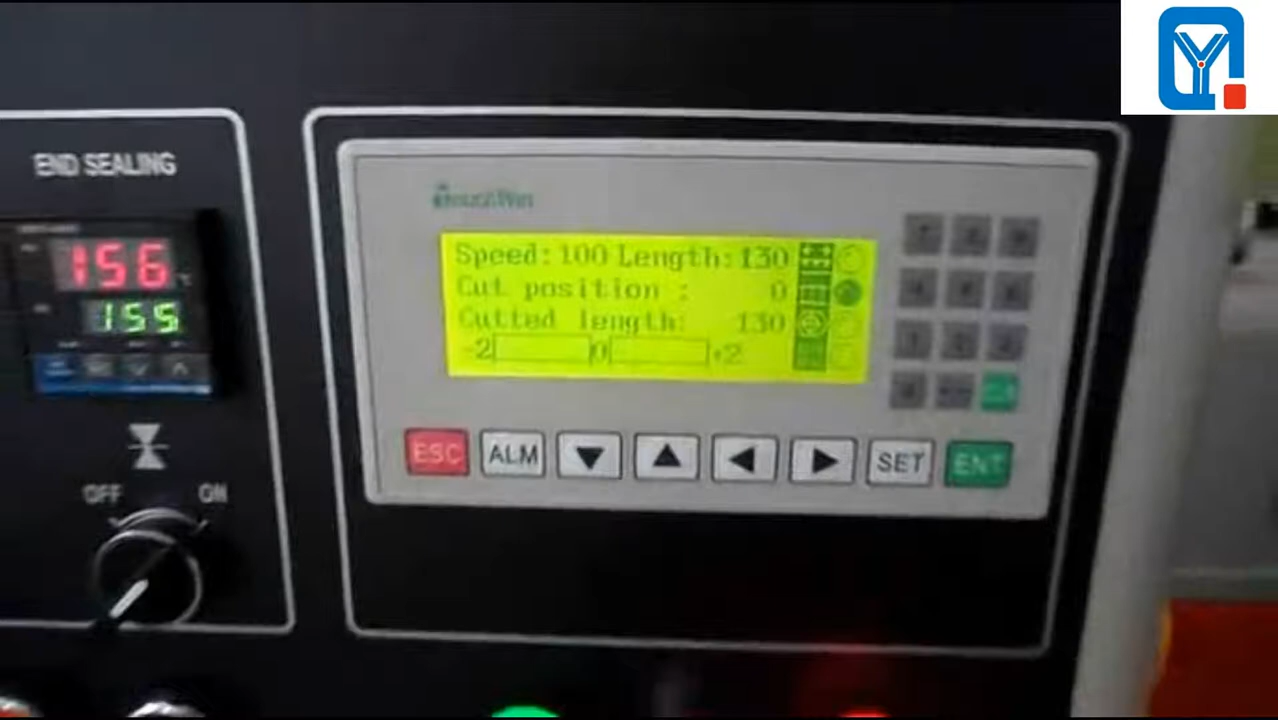 END SEALING
156
155
OFF
ON
Speed:100 Length:130
Cut position : 0
Cutted length: 130
-2 0 +2
ESC
ALM
SET
ENT